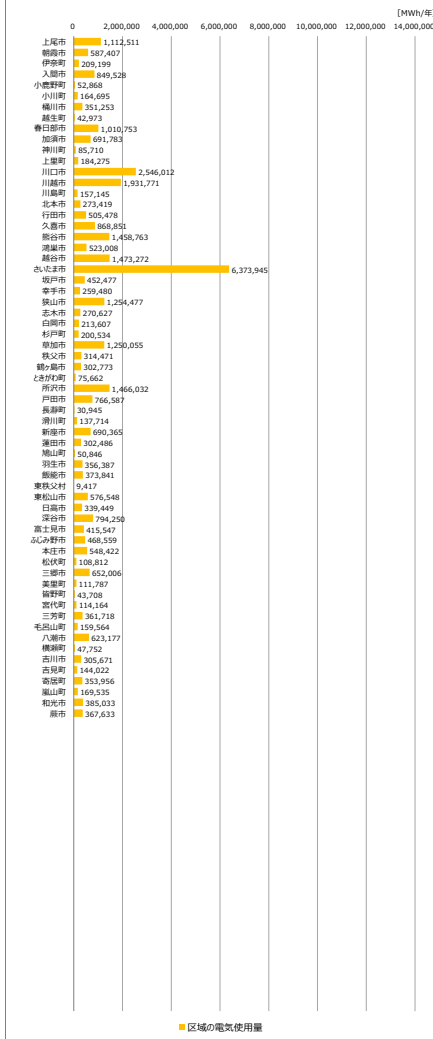 [MWh/年]
0 2,000,000 4,000,000 6,000,000 8,000,000 10,000,000 12,000,000 14,000,000
上尾市 1,112,511
朝霞市 587,407
伊奈町 209,199
入間市 849,528
小鹿野町 52,868
小川町 164,695
桶川市 351,253
越生町 42,973
春日部市 1,010,753
加須市 691,783
神川町 85,710
上里町 184,275
川口市 2,546,012
川越市 1,931,771
川島町 157,145
北本市 273,419
行田市 505,478
久喜市 868,851
熊谷市 1,458,763
鴻巣市 523,008
越谷市 1,473,272
さいたま市 6,373,945
坂戸市 452,477
幸手市 259,480
狭山市 1,254,477
志木市 270,627
白岡市 213,607
杉戸町 200,534
草加市 1,250,055
秩父市 314,471
鶴ヶ島市 302,773
ときがわ町 75,662
所沢市 1,466,032
戸田市 766,587
長瀞町 30,945
滑川町 137,714
新座市 690,365
蓮田市 302,486
鳩山町 50,846
羽生市 356,387
飯能市 373,841
東秩父村 9,417
東松山市 576,548
日高市 339,449
深谷市 794,250
富士見市 415,547
ふじみ野市 468,559
本庄市 548,422
松伏町 108,812
三郷市 652,006
美里町 111,787
皆野町 43,708
宮代町 114,164
三芳町 361,718
毛呂山町 159,564
八潮市 623,177
横瀬町 47,752
吉川市 305,671
吉見町 144,022
寄居町 353,956
嵐山町 169,535
和光市 385,033
蕨市 367,633
区域の電気使用量